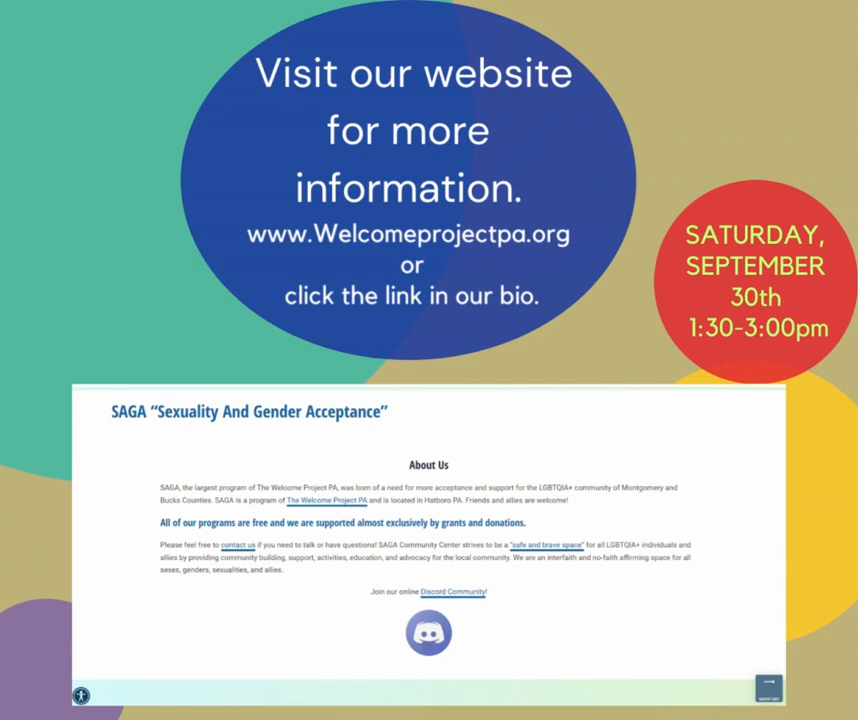 Visit our website
for more
information.
www.Welcomeprojectpa.org
or
click the link in our bio.
SATURDAY,
SEPTEMBER
30th
1:30-3:00pm
SAGA “Sexuality And Gender Acceptance”
About Us
SAGA, the largest program of The Welcome Project PA, was born of a need for more acceptance and support for the LGBTQIA+ community of Montgomery and
Bucks Counties. SAGA is a program of The Welcome Project PA and is located in Hatboro PA. Friends and allies are welcome!
All of our programs are free and we are supported almost exclusively by grants and donations.
Please feel free to contact us if you need to talk or have questions! SAGA Community Center strives to be a "safe and brave space" for all LGBTQIA+ individuals and
allies by providing community building, support, activities, education, and advocacy for the local community. We are an interfaith and no-faith affirming space for all
sexes, genders, sexualities, and allies.
Join our online Discord Community!